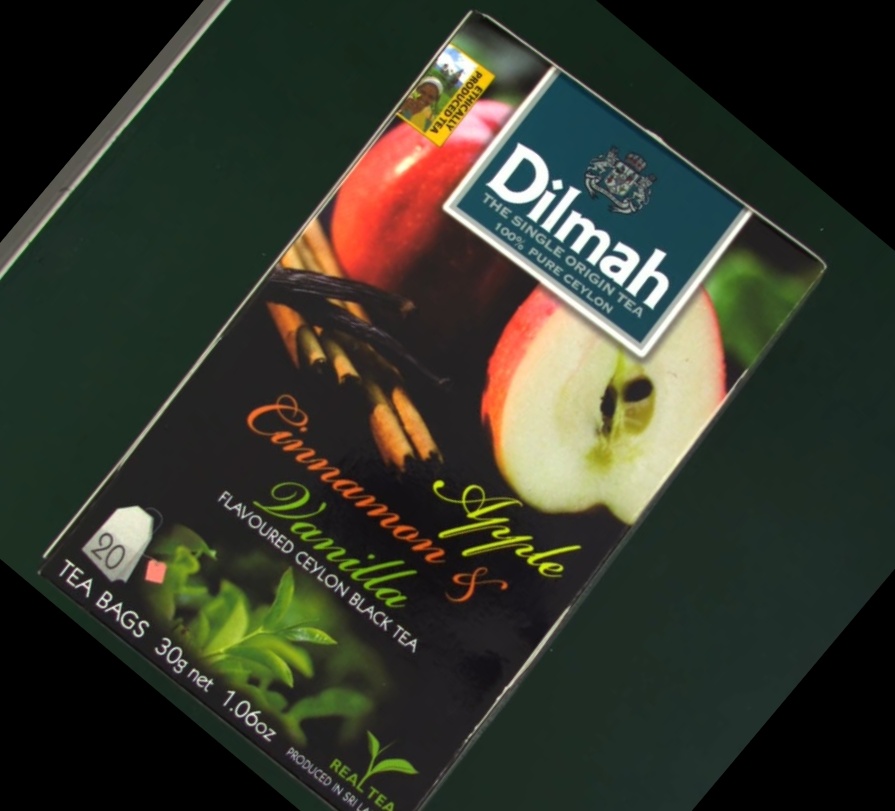 ETHICALLY
PRODUCED TEA
Dilmah
THE SINGLE ORIGIN TEA
100% PURE CEYLON
Apple
Cinnamon &
Vanilla
FLAVOURED CEYLON BLACK TEA
20
TEA BAGS 30g net 1.06oz
REAL TEA
PRODUCED IN SRI